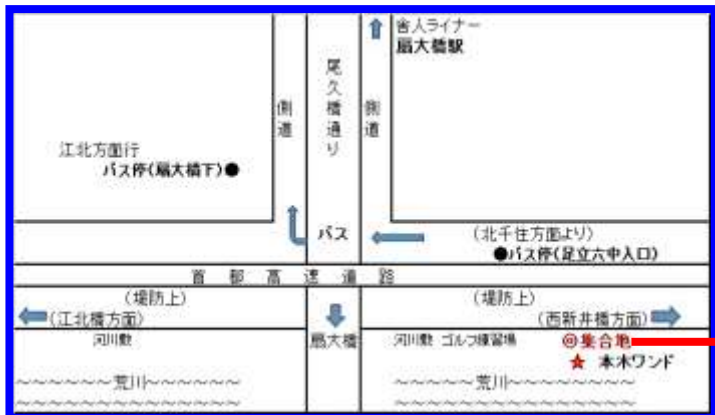 舎人ライナー
扇大橋駅
尾久橋通り
側道
側道
江北方面行
バス停(扇大橋下)●
バス
(北千住方面より)
●バス停(足立六中入口)
首都高速道路
(堤防上)
(江北橋方面)
(堤防上)
(西新井橋方面)
河川敷
扇大橋
河川敷 ゴルフ練習場
◎集合地
★ 本木ワンド
~~~~~~荒川~~~~~~
~~~~~~~~~~~~~~
~~~~~荒川~~~~~~~~
~~~~~~~~~~~~~~~